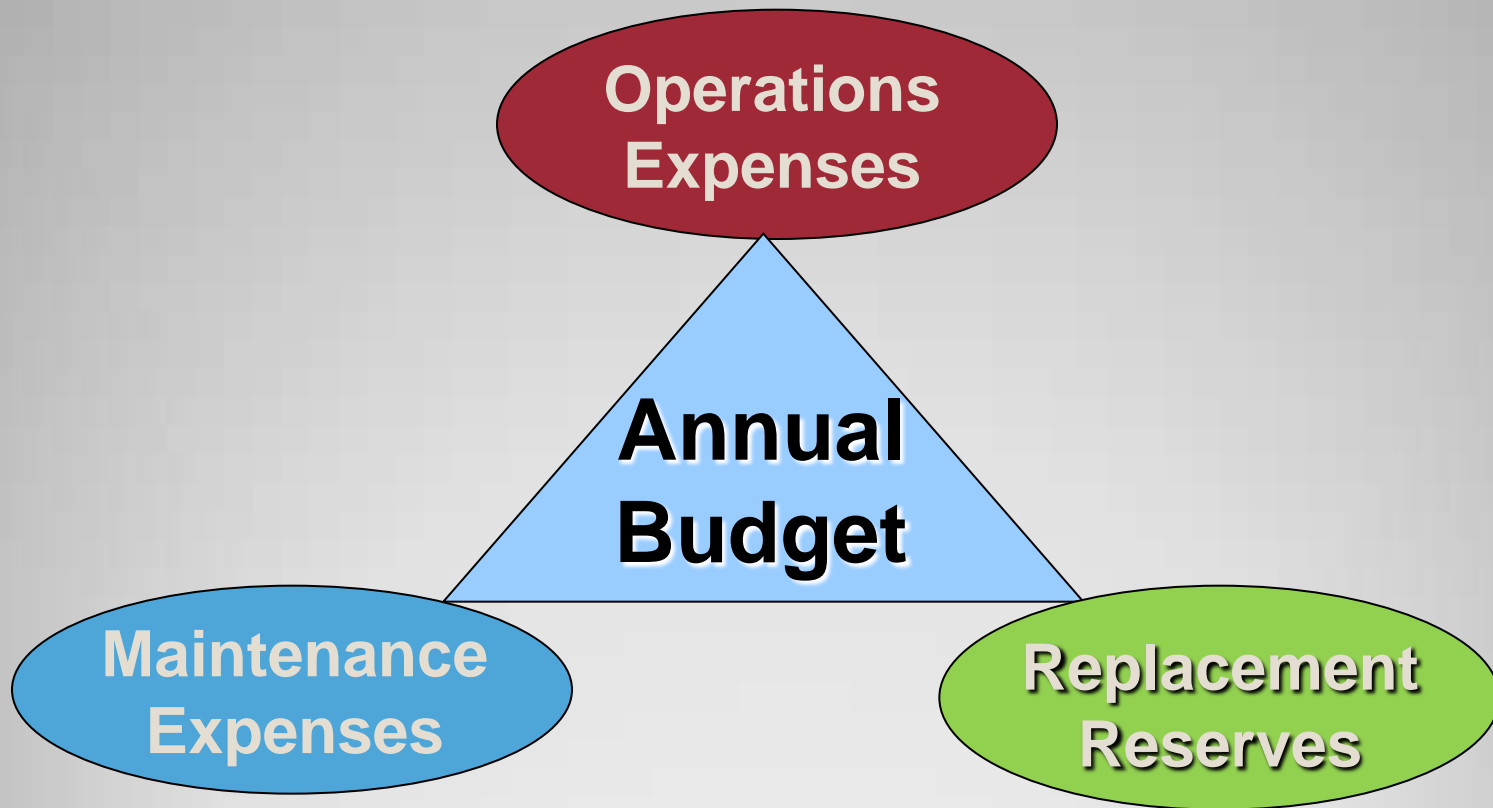 Operations
Expenses
Annual
Budget
Maintenance
Expenses
Replacement
Reserves